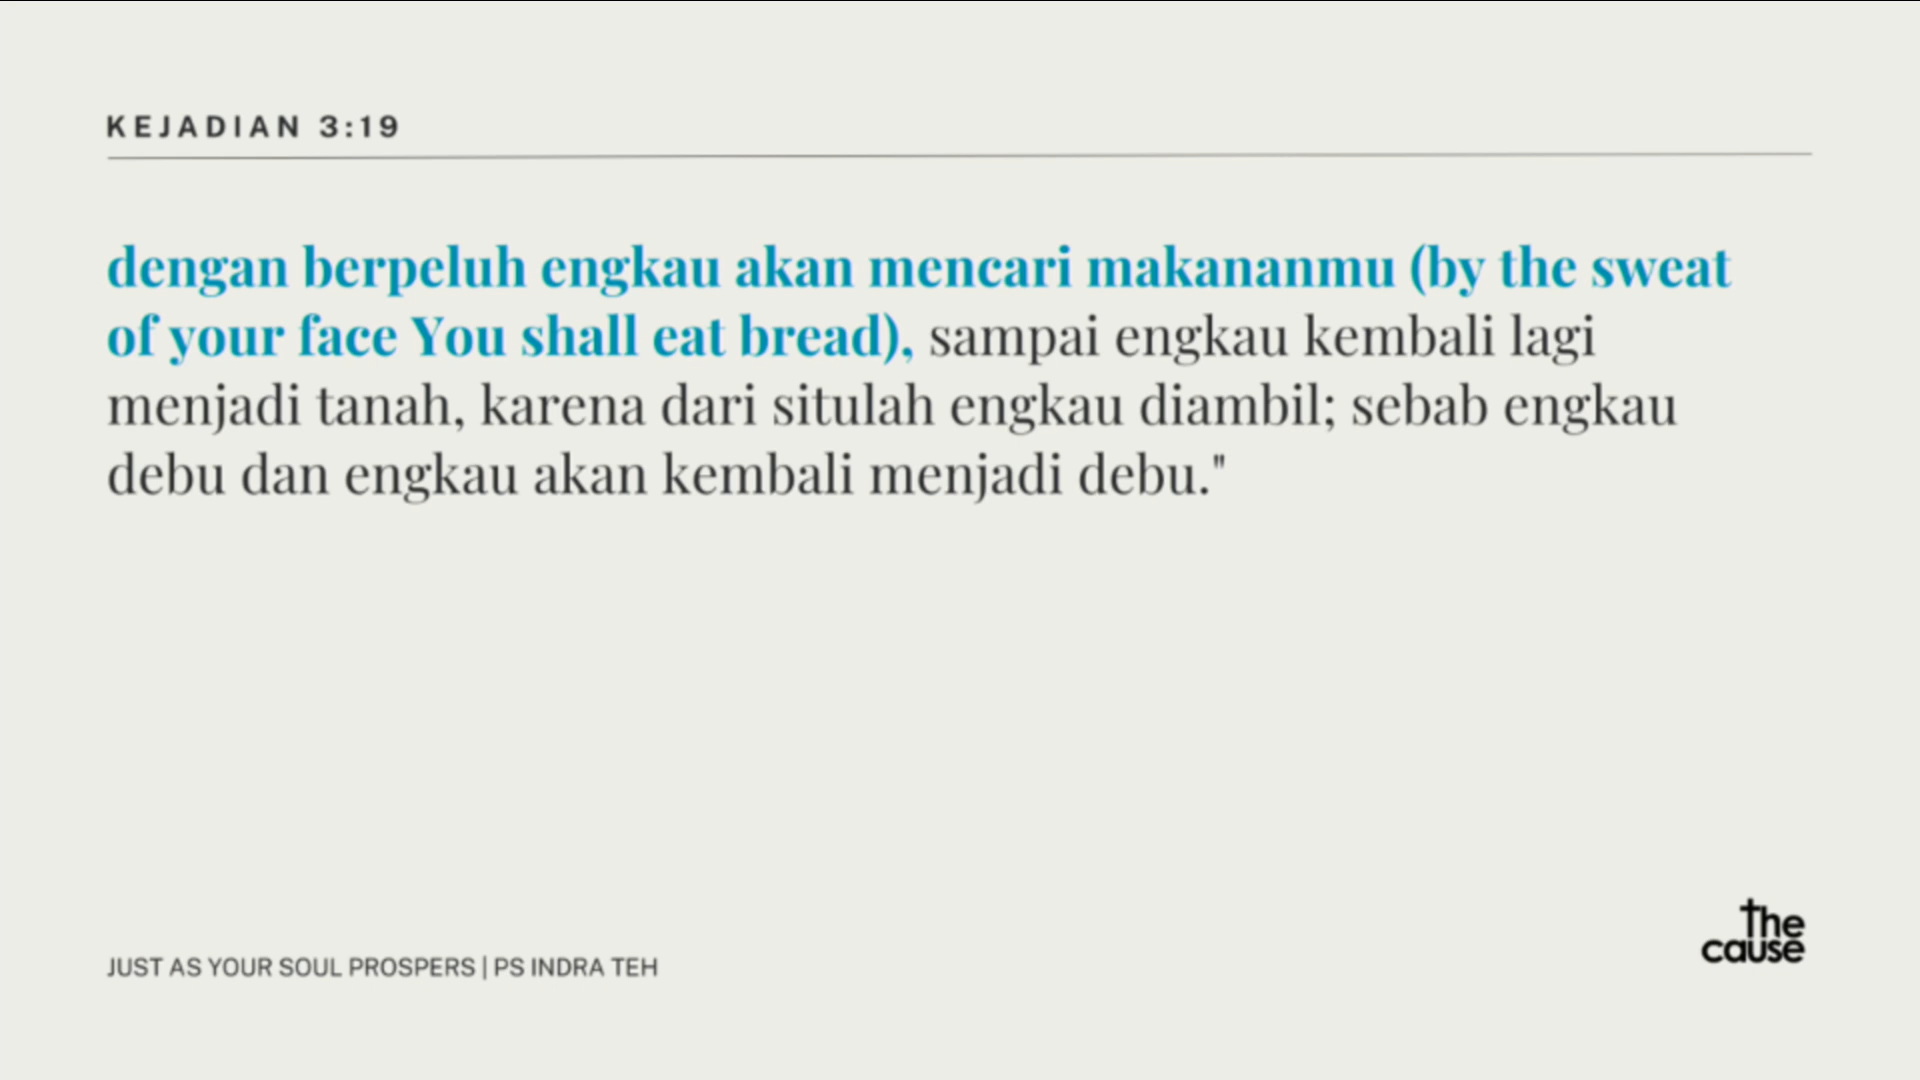 KEJADIAN 3:19
dengan berpeluh engkau akan mencari makananmu (by the sweat
of your face You shall eat bread), sampai engkau kembali lagi
menjadi tanah, karena dari situlah engkau diambil; sebab engkau
debu dan engkau akan kembali menjadi debu."
JUST AS YOUR SOUL PROSPERS | PS INDRA TEH
the
cause